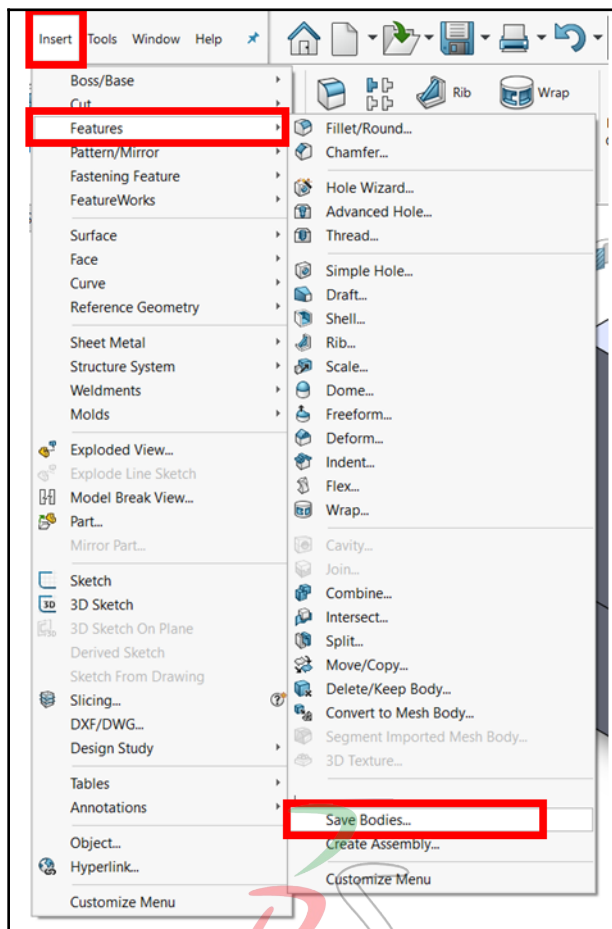 Insert Tools Window Help
Boss/Base
Cut
Features
Pattern/Mirror
Fastening Feature
FeatureWorks
Surface
Face
Curve
Reference Geometry
Sheet Metal
Structure System
Weldments
Molds
Exploded View...
Explode Line Sketch
Model Break View...
Part...
Mirror Part...
Sketch
3D
3D Sketch
3D Sketch On Plane
Derived Sketch
Sketch From Drawing
Slicing...
DXF/DWG...
Design Study
Tables
Annotations
Object...
Hyperlink...
Customize Menu
Rib
Wrap
Fillet/Round...
Chamfer...
Hole Wizard...
Advanced Hole...
Thread...
Simple Hole...
Draft...
Shell...
Rib...
Scale...
Dome...
Freeform...
Deform...
Indent...
Flex...
Wrap...
Cavity...
Join...
Combine...
Intersect...
Split...
Move/Copy...
Delete/Keep Body...
Convert to Mesh Body...
Segment Imported Mesh Body...
3D Texture...
Save Bodies...
Create Assembly...
Customize Menu